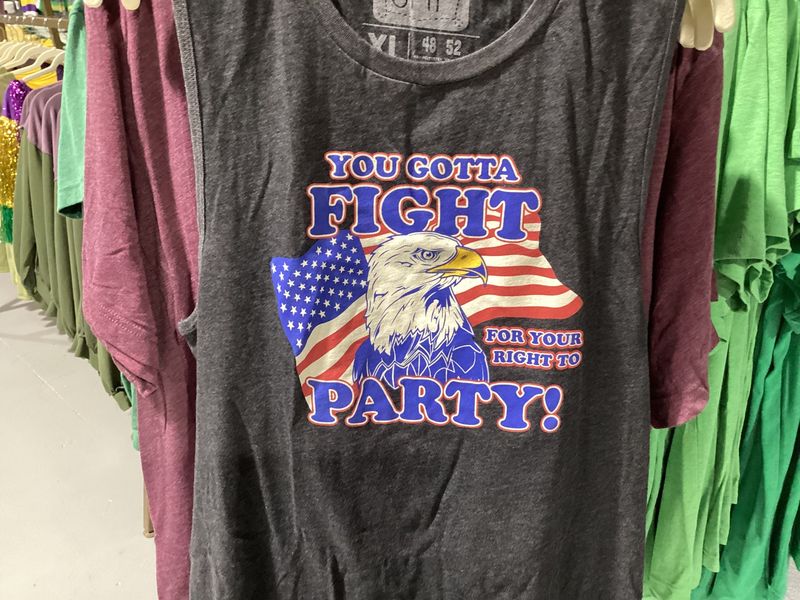 XL 48 52
YOU GOTTA
FIGHT
FOR YOUR
RIGHT TO
PARTY!